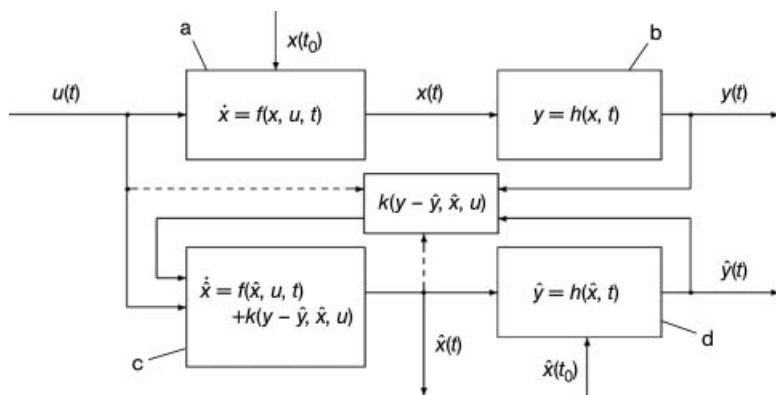 a
x(t₀)
b
u(t)
ẋ = f(x, u, t)
x(t)
y = h(x, t)
y(t)
k(y − ŷ, x̂, u)
x̂̇ = f(x̂, u, t)
+k(y − ŷ, x̂, u)
ŷ = h(x̂, t)
ŷ(t)
c
x̂(t)
x̂(t₀)
d